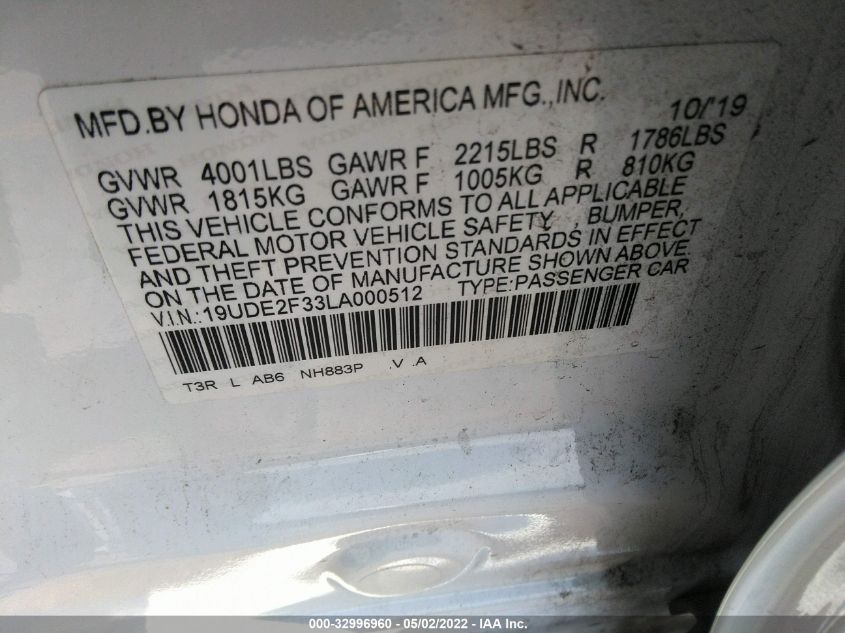 MFD.BY HONDA OF AMERICA MFG.,INC. 10/'19
GVWR 4001LBS GAWR F 2215LBS R 1786LBS
GVWR 1815KG GAWR F 1005KG R 810KG
THIS VEHICLE CONFORMS TO ALL APPLICABLE
FEDERAL MOTOR VEHICLE SAFETY , BUMPER,
AND THEFT PREVENTION STANDARDS IN EFFECT
ON THE DATE OF MANUFACTURE SHOWN ABOVE.
V.I.N.:19UDE2F33LA000512 TYPE:PASSENGER CAR
T3R L AB6 NH883P .V .A
000-32996960 - 05/02/2022 - IAA Inc.